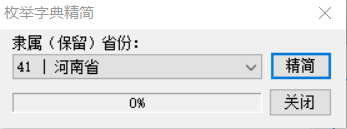 枚举字典精简
隶属（保留）省份：
41 | 河南省
精简
0%
关闭